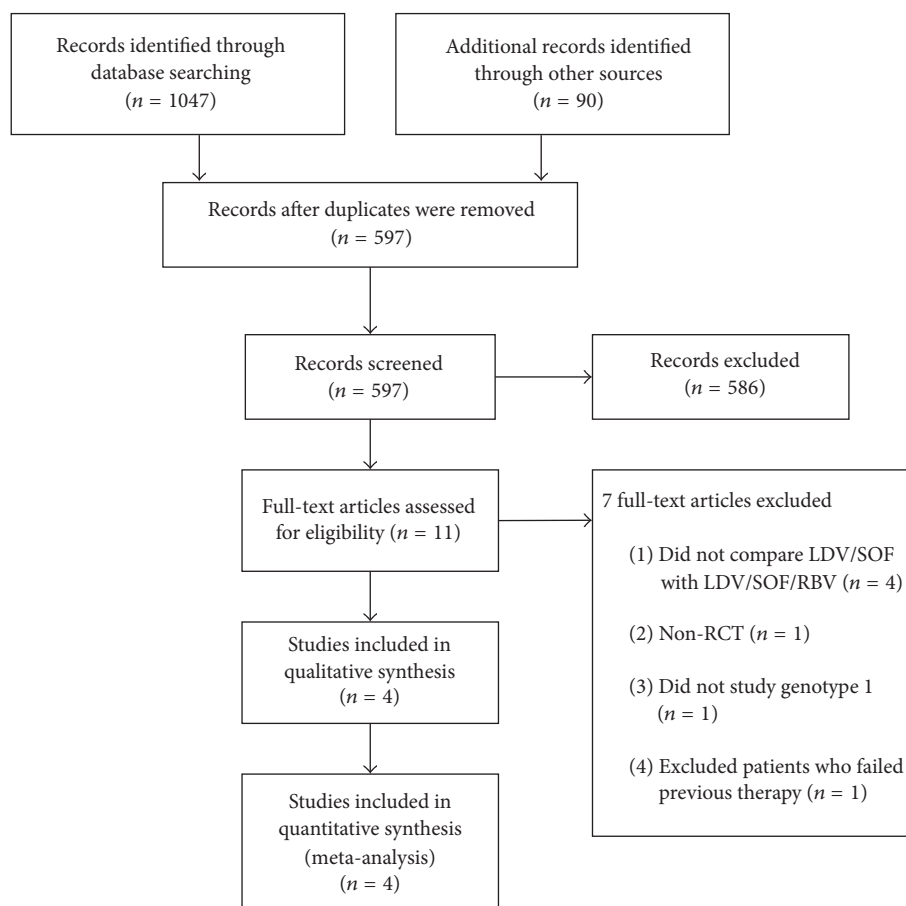 Records identified through
database searching
(n = 1047)
Additional records identified
through other sources
(n = 90)
Records after duplicates were removed
(n = 597)
Records screened
(n = 597)
Records excluded
(n = 586)
Full-text articles assessed
for eligibility (n = 11)
7 full-text articles excluded
(1) Did not compare LDV/SOF
with LDV/SOF/RBV (n = 4)
(2) Non-RCT (n = 1)
(3) Did not study genotype 1
(n = 1)
(4) Excluded patients who failed
previous therapy (n = 1)
Studies included in
qualitative synthesis
(n = 4)
Studies included in
quantitative synthesis
(meta-analysis)
(n = 4)